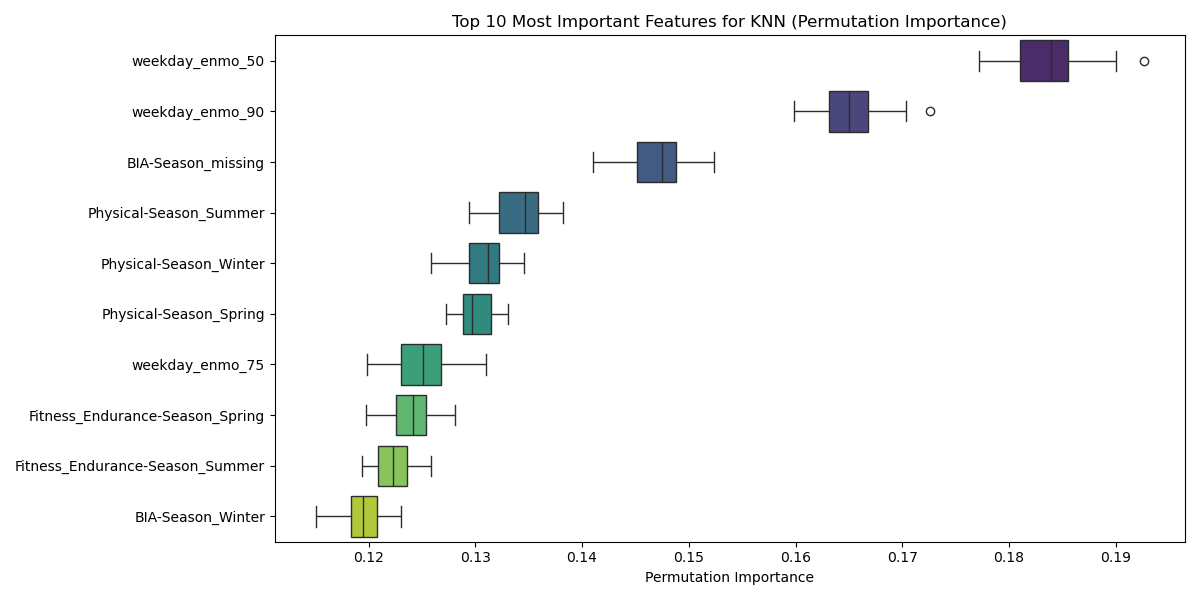 Top 10 Most Important Features for KNN (Permutation Importance)
weekday_enmo_50
weekday_enmo_90
BIA-Season_missing
Physical-Season_Summer
Physical-Season_Winter
Physical-Season_Spring
weekday_enmo_75
Fitness_Endurance-Season_Spring
Fitness_Endurance-Season_Summer
BIA-Season_Winter
0.12 0.13 0.14 0.15 0.16 0.17 0.18 0.19
Permutation Importance